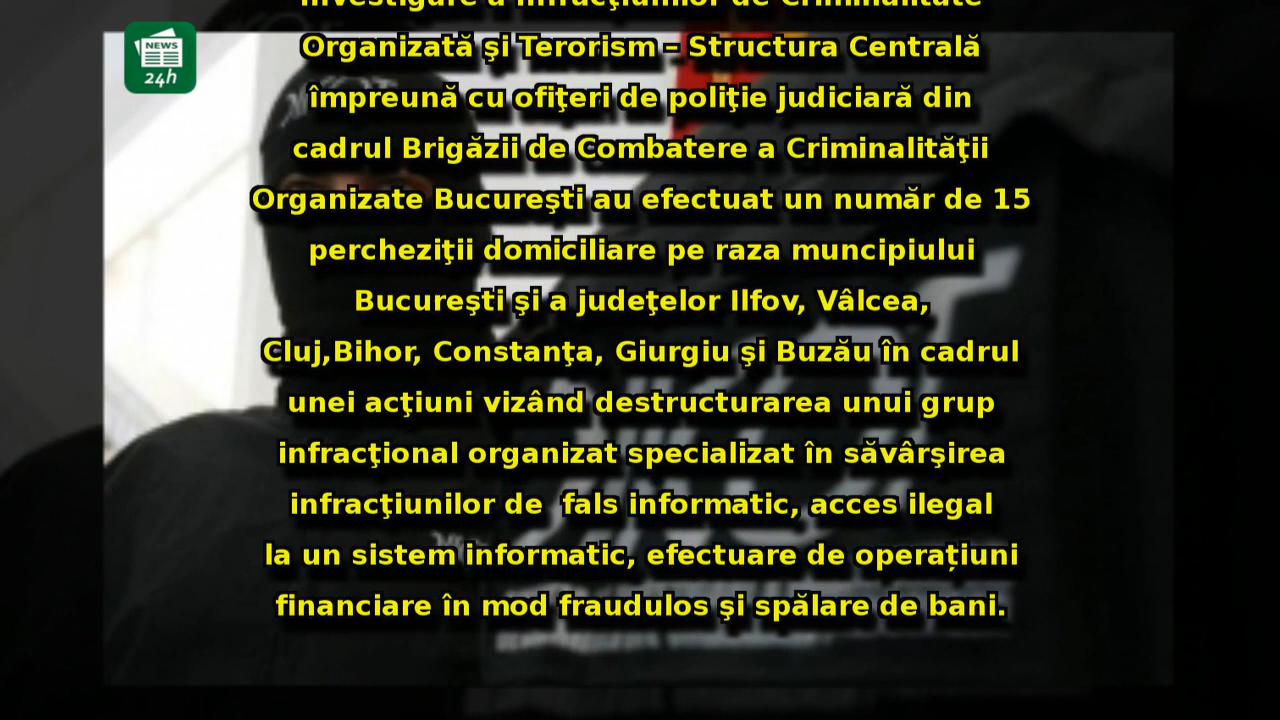 NEWS
24h
Investigare a Infracţiunilor de Criminalitate
Organizată şi Terorism – Structura Centrală
împreună cu ofiţeri de poliţie judiciară din
cadrul Brigăzii de Combatere a Criminalităţii
Organizate Bucureşti au efectuat un număr de 15
percheziţii domiciliare pe raza muncipiului
Bucureşti şi a judeţelor Ilfov, Vâlcea,
Cluj,Bihor, Constanţa, Giurgiu şi Buzău în cadrul
unei acţiuni vizând destructurarea unui grup
infracţional organizat specializat în săvârşirea
infracţiunilor de  fals informatic, acces ilegal
la un sistem informatic, efectuare de operațiuni
financiare în mod fraudulos şi spălare de bani.